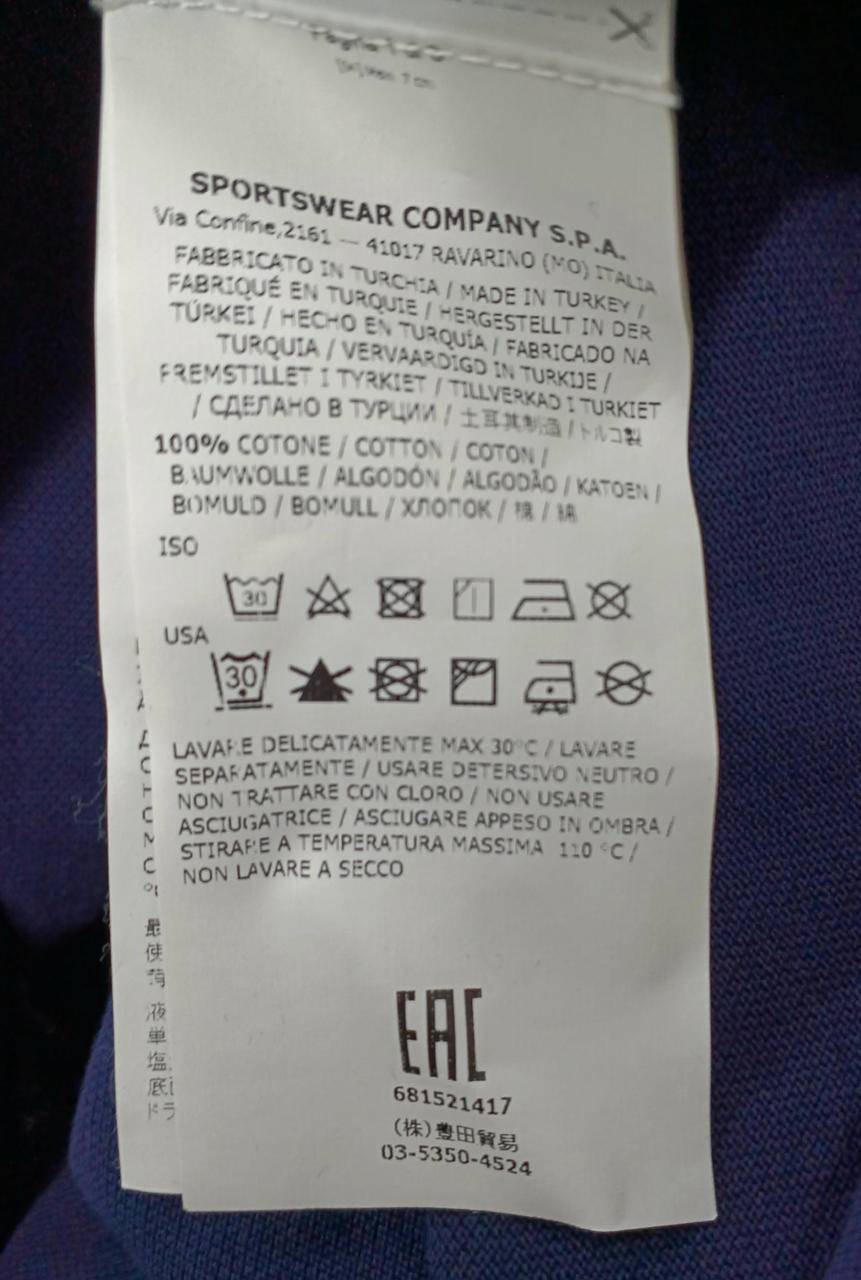 SPORTSWEAR COMPANY S.P.A.
Via Confine,2161 — 41017 RAVARINO (MO) ITALIA
FABBRICATO IN TURCHIA / MADE IN TURKEY /
FABRIQUÉ EN TURQUIE / HERGESTELLT IN DER
TÜRKEI / HECHO EN TURQUÍA / FABRICADO NA
TURQUIA / VERVAARDIGD IN TURKIJE /
FREMSTILLET I TYRKIET / TILLVERKAD I TURKIET
/ СДЕЛАНО В ТУРЦИИ / 土耳其制造 / トルコ製
100% COTONE / COTTON / COTON /
BAUMWOLLE / ALGODÓN / ALGODÃO / KATOEN /
BOMULD / BOMULL / ХЛОПОК / 棉 / 綿
ISO
30
USA
30
LAVARE DELICATAMENTE MAX 30°C / LAVARE
SEPARATAMENTE / USARE DETERSIVO NEUTRO /
NON TRATTARE CON CLORO / NON USARE
ASCIUGATRICE / ASCIUGARE APPESO IN OMBRA /
STIRARE A TEMPERATURA MASSIMA 110 °C /
NON LAVARE A SECCO
EAC
681521417
(株)豊田貿易
03-5350-4524